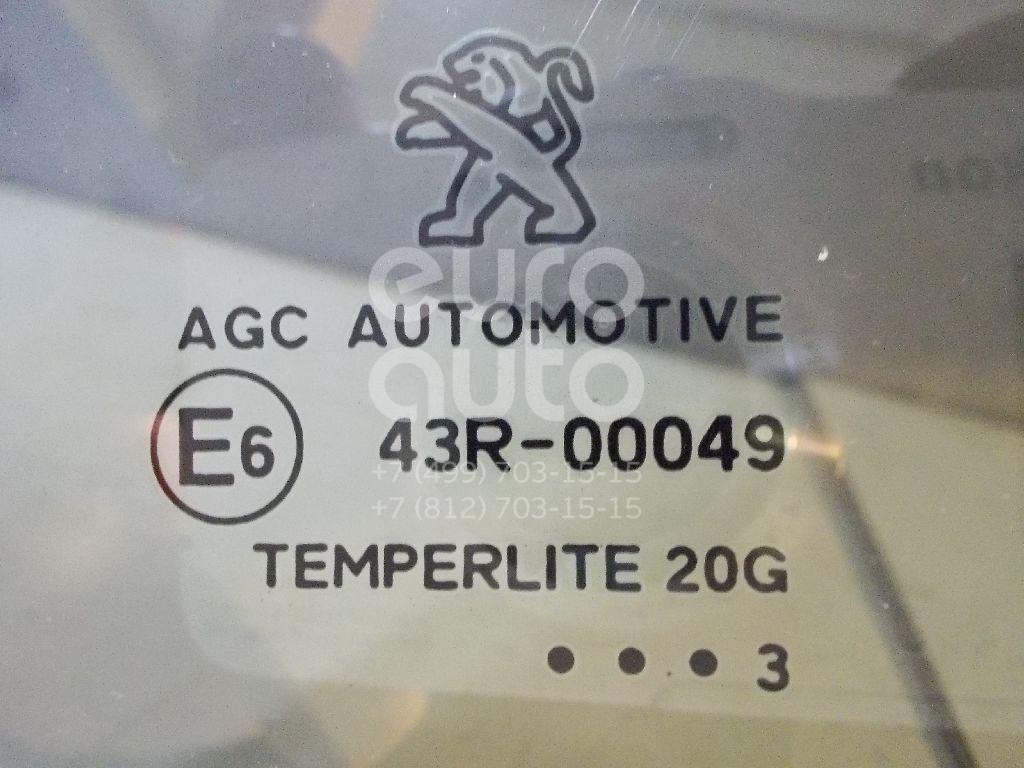 euro
AGC AUTOMOTIVE
auto
E6 43R-00049
+7 (499) 703-15-15
+7 (812) 703-15-15
TEMPERLITE 20G
• • • 3